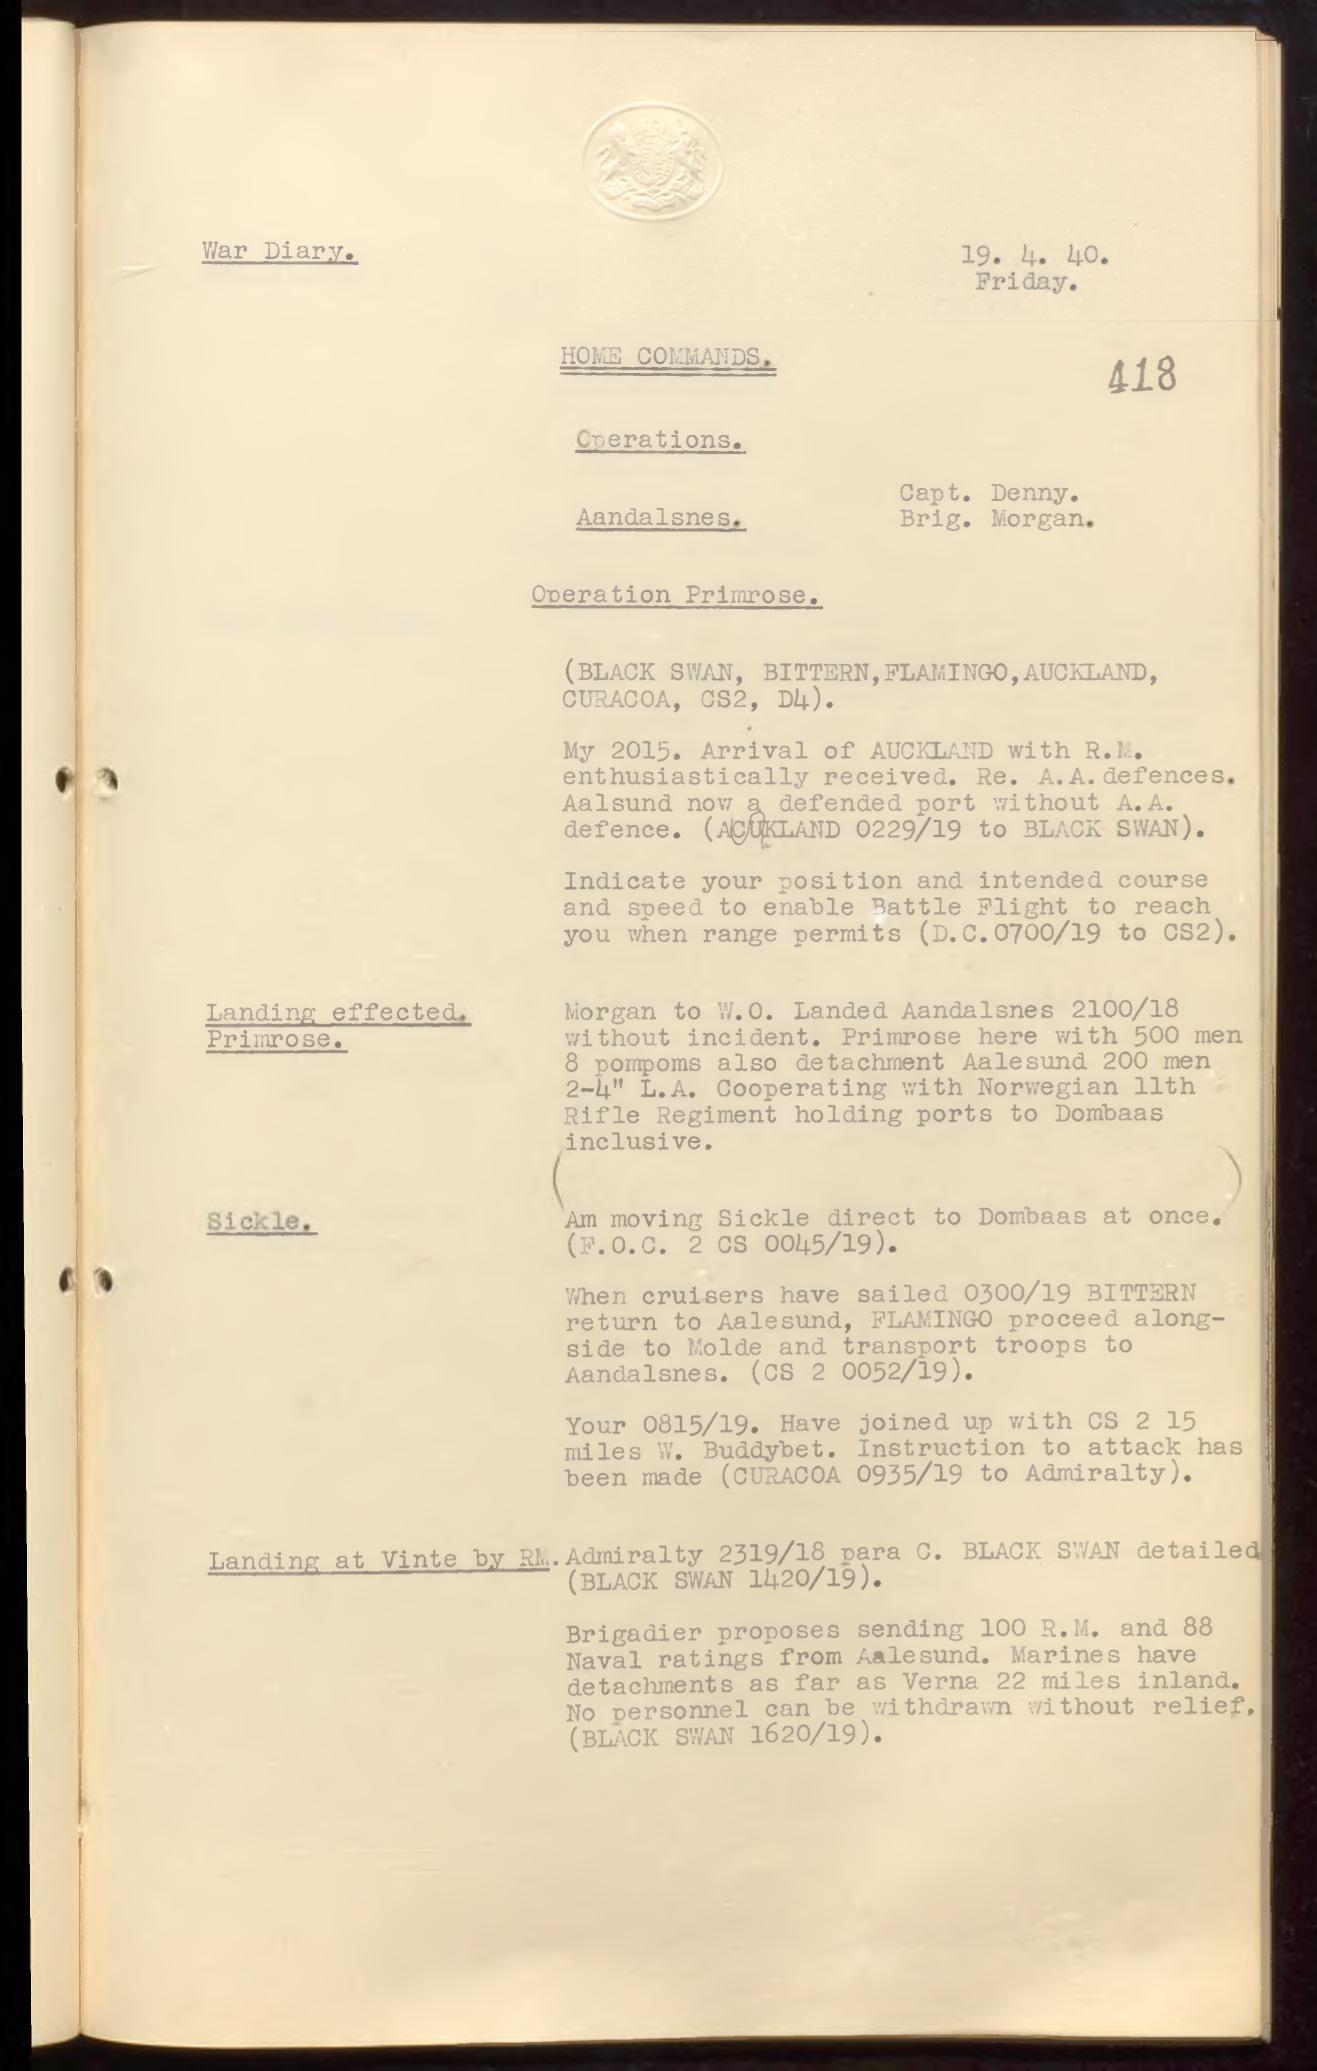 War Diary.
19. 4. 40.
Friday.
HOME COMMANDS.
418
Operations.
Capt. Denny.
Aandalsnes.
Brig. Morgan.
Operation Primrose.
(BLACK SWAN, BITTERN,FLAMINGO,AUCKLAND,
CURACOA, CS2, D4).
My 2015. Arrival of AUCKLAND with R.M.
enthusiastically received. Re. A.A.defences.
Aalsund now a defended port without A.A.
defence. (ACUKLAND 0229/19 to BLACK SWAN).
Indicate your position and intended course
and speed to enable Battle Flight to reach
you when range permits (D.C.0700/19 to CS2).
Landing effected.
Primrose.
Morgan to W.O. Landed Aandalsnes 2100/18
without incident. Primrose here with 500 men
8 pompoms also detachment Aalesund 200 men
2-4" L.A. Cooperating with Norwegian 11th
Rifle Regiment holding ports to Dombaas
inclusive.
Sickle.
Am moving Sickle direct to Dombaas at once.
(F.O.C. 2 CS 0045/19).
When cruisers have sailed 0300/19 BITTERN
return to Aalesund, FLAMINGO proceed along-
side to Molde and transport troops to
Aandalsnes. (CS 2 0052/19).
Your 0815/19. Have joined up with CS 2 15
miles W. Buddybet. Instruction to attack has
been made (CURACOA 0935/19 to Admiralty).
Landing at Vinte by RM. Admiralty 2319/18 para C. BLACK SWAN detailed
(BLACK SWAN 1420/19).
Brigadier proposes sending 100 R.M. and 88
Naval ratings from Aalesund. Marines have
detachments as far as Verna 22 miles inland.
No personnel can be withdrawn without relief.
(BLACK SWAN 1620/19).